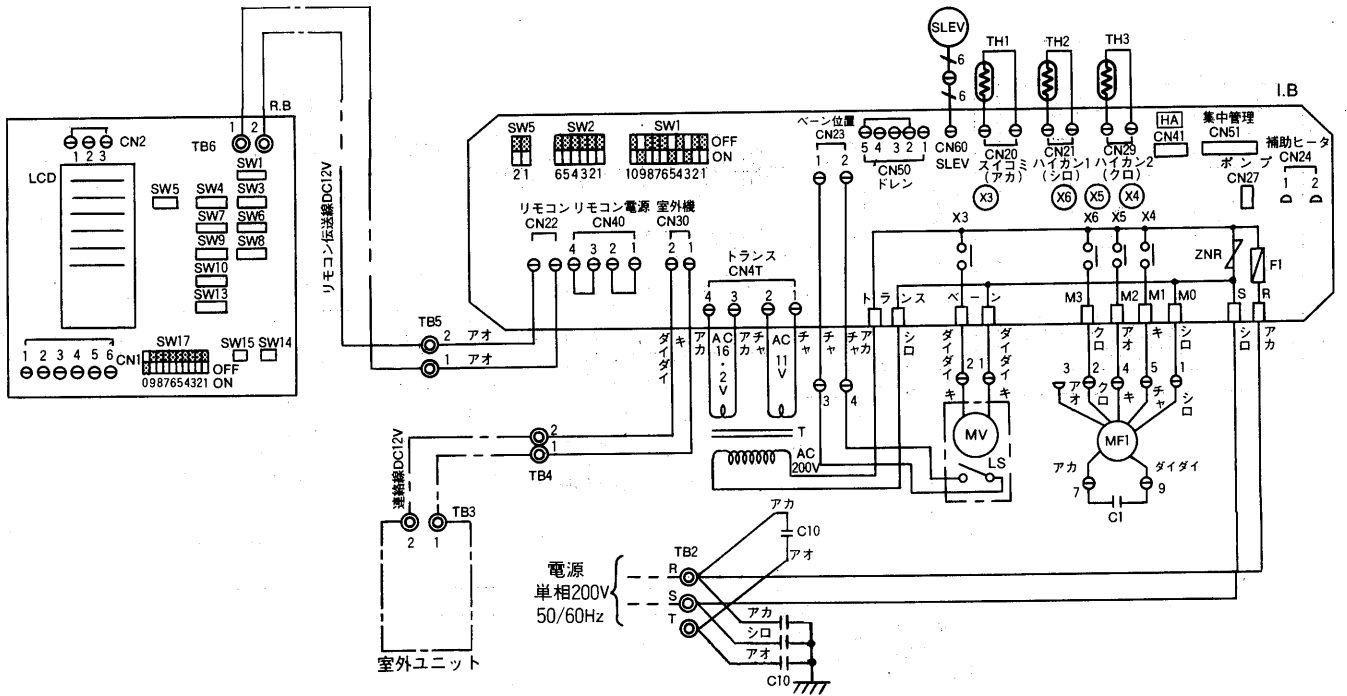 SLEV
6
6
TH1
TH2
TH3
I.B
R.B
1 2
TB6
CN2
1 2 3
LCD
SW1
SW5
SW4
SW3
SW7
SW6
SW9
SW8
SW10
SW13
SW17
SW15
SW14
1 2 3 4 5 6
CN1
OFF
0987654321 ON
リモコン伝送線DC12V
SW5
2 1
SW2
654321
SW1
OFF
ON
10987654321
ベーン位置
CN23
1 2
5 4 3 2 1
CN50
ドレン
CN60
SLEV
CN20
スイコミ
(アカ)
CN21
ハイカン1
(シロ)
CN29
ハイカン2
(クロ)
HA
CN41
集中管理
CN51
ポンプ
CN27
補助ヒータ
CN24
1 2
X3
X6
X5
X4
リモコン
CN22
リモコン電源
CN40
4 3 2 1
室外機
CN30
2 1
トランス
CN4T
4 3 2 1
X3
X6 X5 X4
ZNR
F1
トランス
ベーン
M3
M2
M1
M0
S
R
TB5
2
アオ
1
アオ
ダイダイ
キ
アカ
AC16・2V
アカ
チャ
AC11V
チャ
チャ
チャ
アカ
シロ
ダイダイ
ダイダイ
クロ
アオ
キ
シロ
シロ
アカ
3
4
2
1
キ
3
2
4
5
1
アオ
クロ
キ
チャ
シロ
MV
LS
MF1
アカ
7
ダイダイ
9
C1
T
AC
200V
2
1
TB4
連絡線DC12V
TB3
2 1
室外ユニット
電源
単相200V
50/60Hz
TB2
R
S
T
アカ
C10
アオ
アカ
シロ
アオ
C10